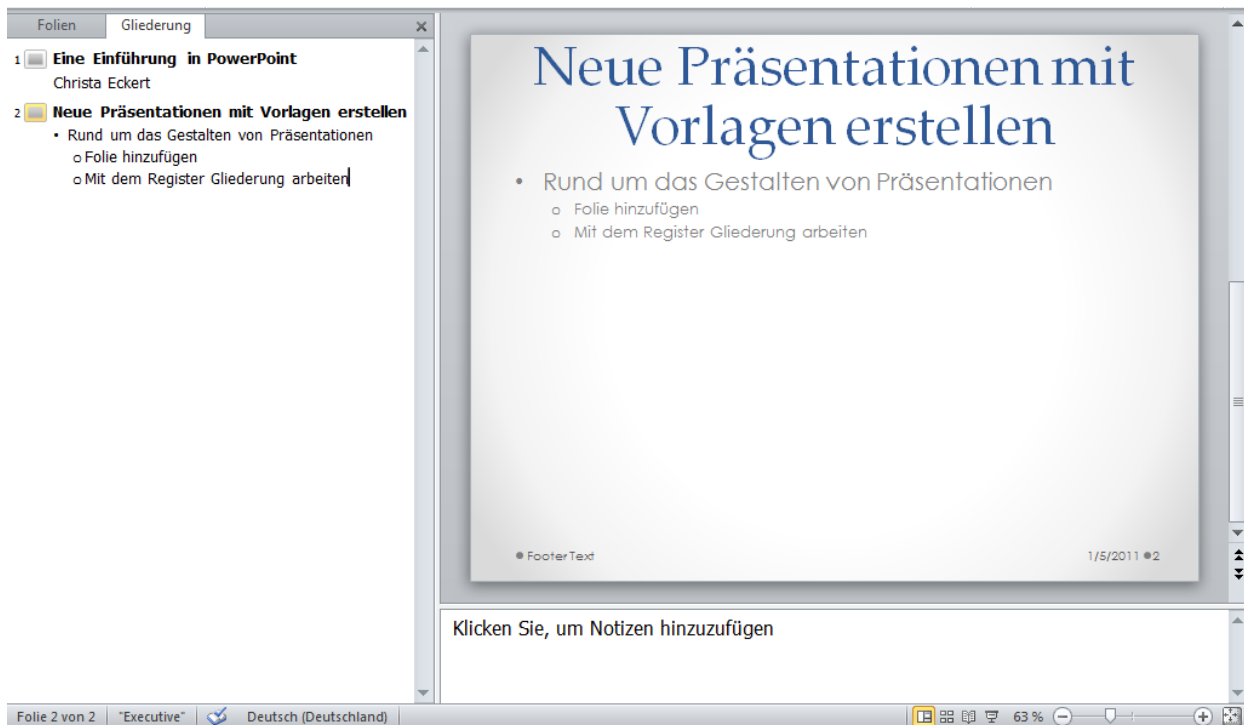 Folien Gliederung
1 Eine Einführung in PowerPoint
Christa Eckert
2 Neue Präsentationen mit Vorlagen erstellen
• Rund um das Gestalten von Präsentationen
o Folie hinzufügen
o Mit dem Register Gliederung arbeiten
Neue Präsentationen mit
Vorlagen erstellen
• Rund um das Gestalten von Präsentationen
o Folie hinzufügen
o Mit dem Register Gliederung arbeiten
Footer Text 1/5/2011 2
Klicken Sie, um Notizen hinzuzufügen
Folie 2 von 2 "Executive" Deutsch (Deutschland) 63 %